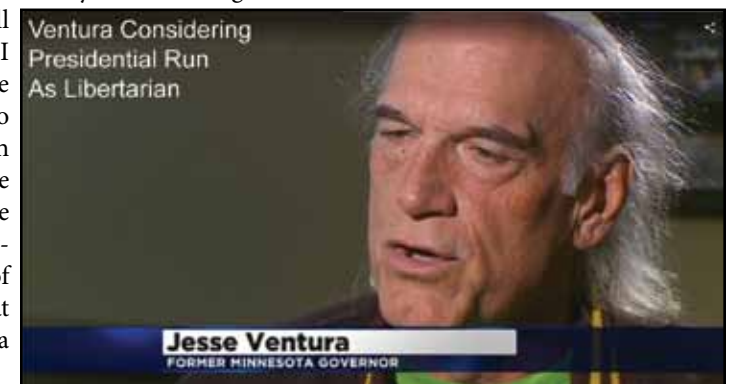 Ventura Considering
Presidential Run
As Libertarian
Jesse Ventura
FORMER MINNESOTA GOVERNOR